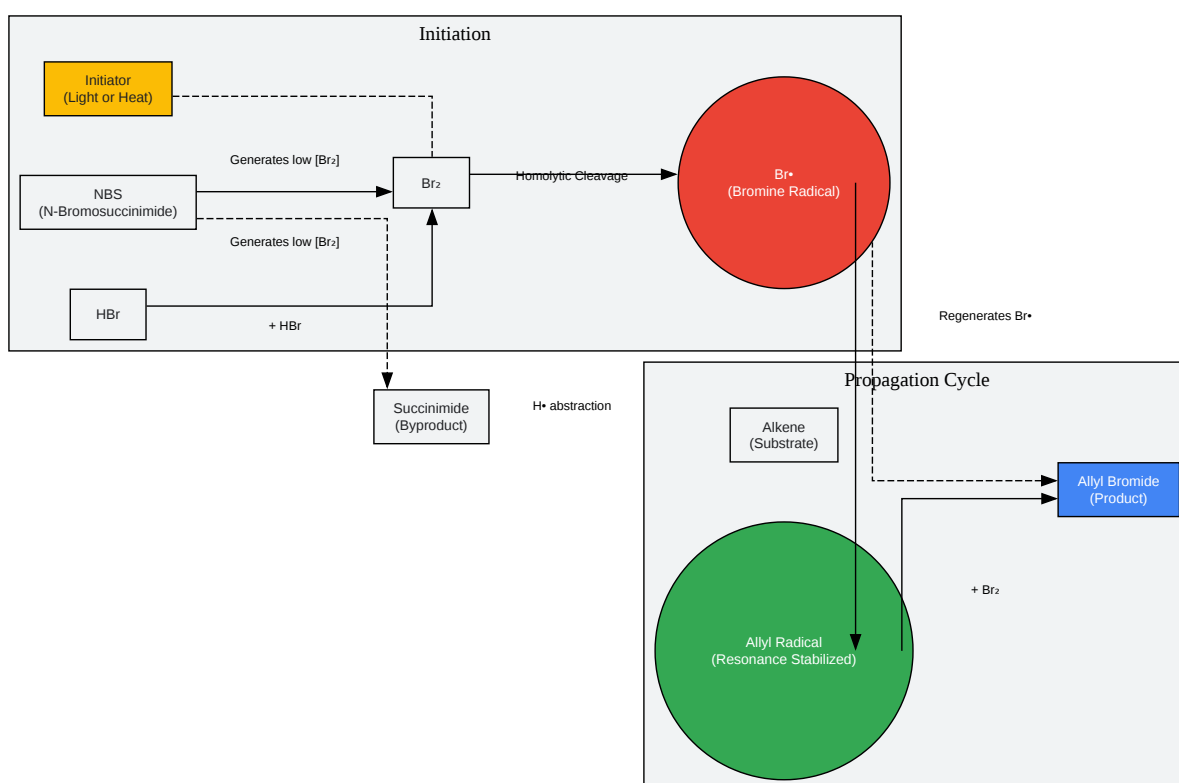 Initiation
Initiator
(Light or Heat)
Generates low [Br₂]
NBS
(N-Bromosuccinimide)
Br₂
Homolytic Cleavage
Br•
(Bromine Radical)
Generates low [Br₂]
HBr
+ HBr
Regenerates Br•
Propagation Cycle
Succinimide
(Byproduct)
H• abstraction
Alkene
(Substrate)
Allyl Bromide
(Product)
+ Br₂
Allyl Radical
(Resonance Stabilized)